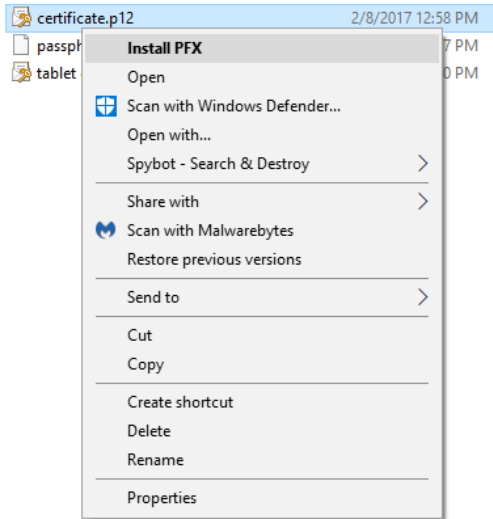 certificate.p12 2/8/2017 12:58 PM
passph 7 PM
tablet 0 PM
Install PFX
Open
Scan with Windows Defender...
Open with...
Spybot - Search & Destroy
Share with
Scan with Malwarebytes
Restore previous versions
Send to
Cut
Copy
Create shortcut
Delete
Rename
Properties